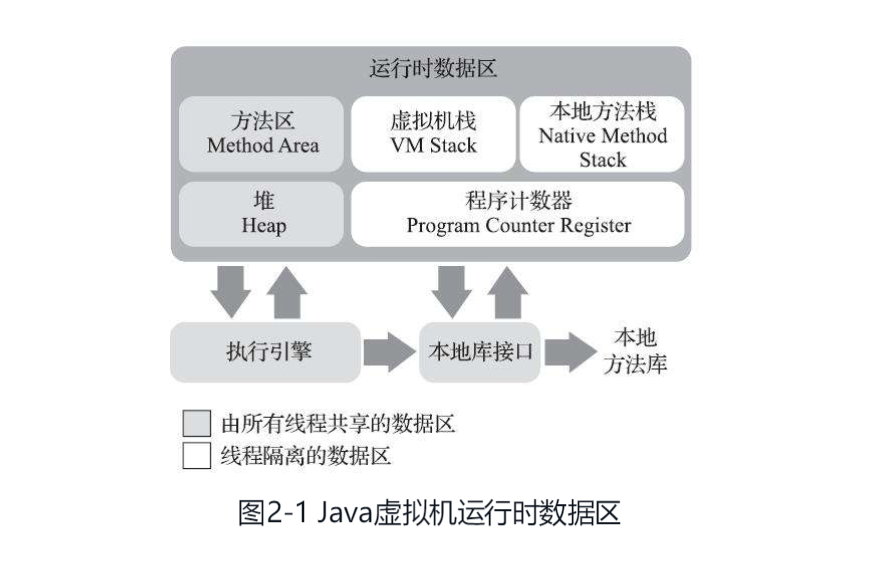 运行时数据区
方法区
Method Area
虚拟机栈
VM Stack
本地方法栈
Native Method
Stack
堆
Heap
程序计数器
Program Counter Register
执行引擎
本地库接口
本地
方法库
由所有线程共享的数据区
线程隔离的数据区
图2-1 Java虚拟机运行时数据区